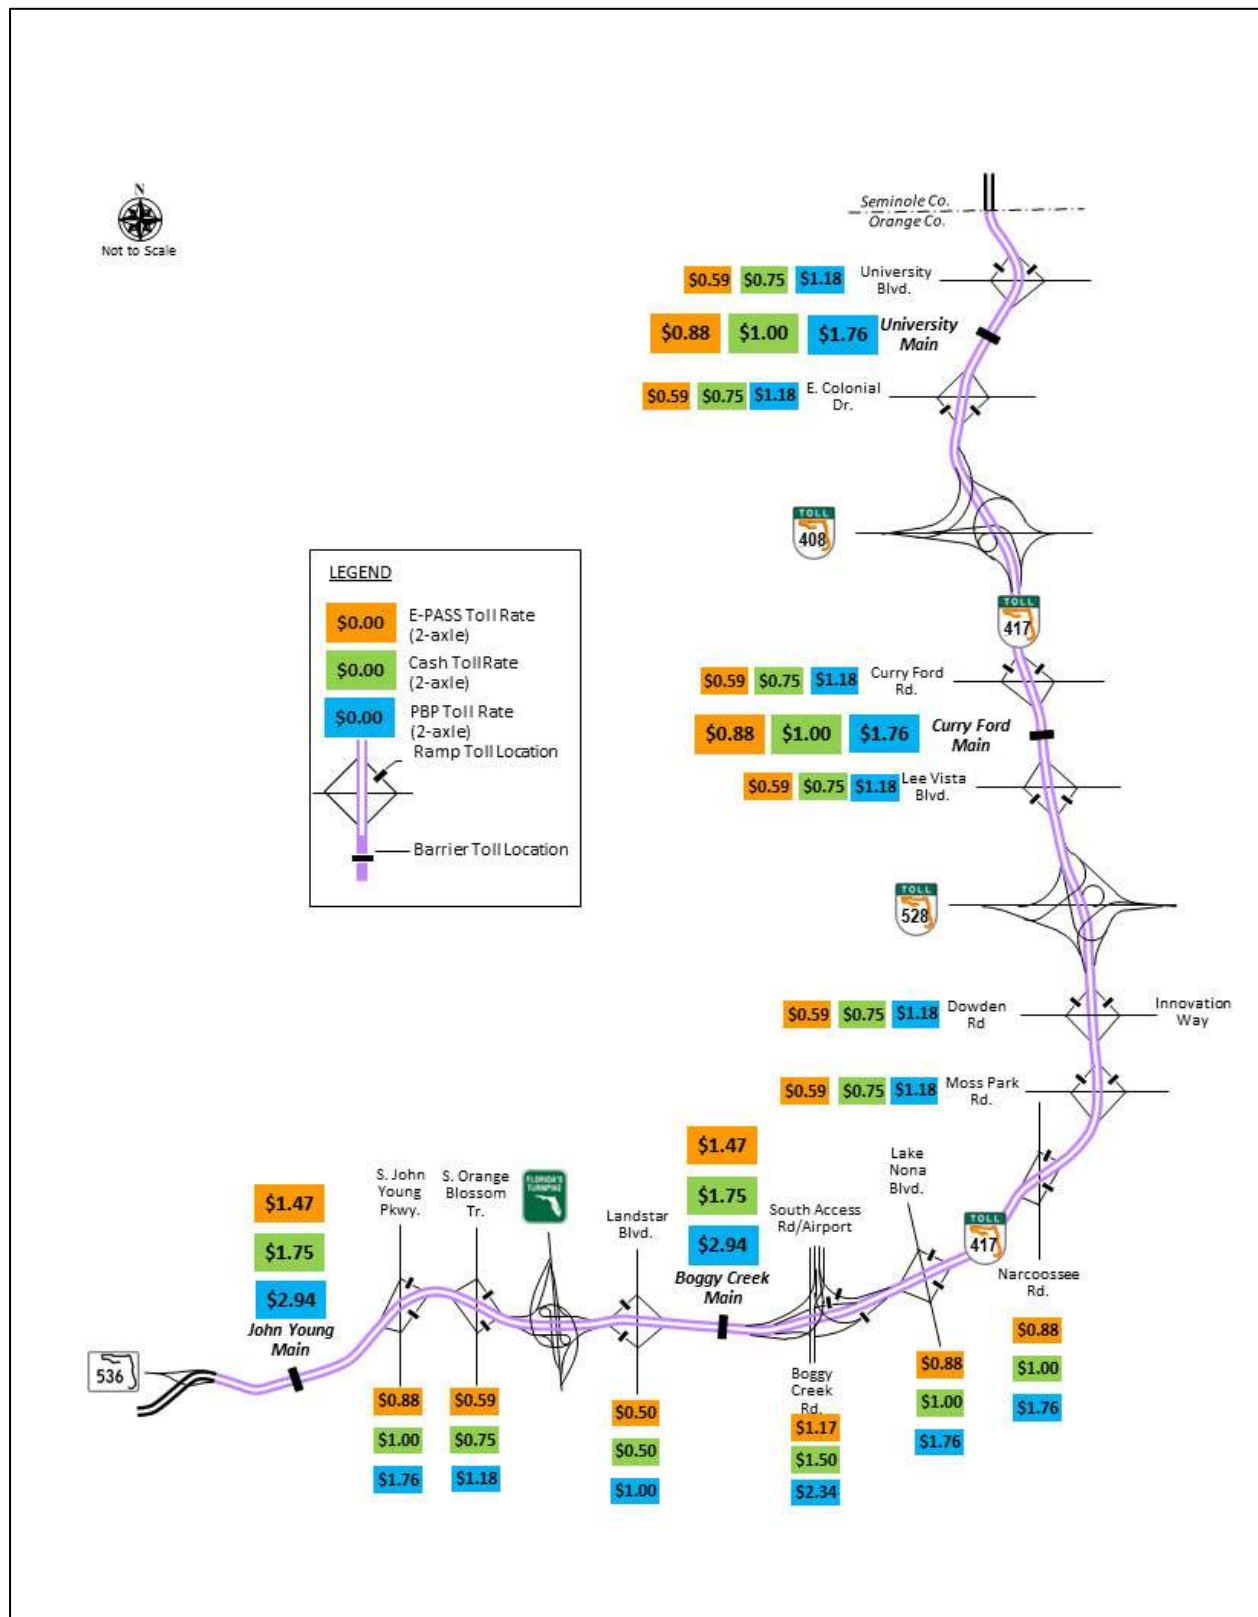 N
Not to Scale
Seminole Co.
Orange Co.
$0.59 $0.75 $1.18
University
Blvd.
$0.88 $1.00 $1.76
University
Main
$0.59 $0.75 $1.18
E. Colonial
Dr.
TOLL
408
LEGEND
$0.00
E-PASS Toll Rate
(2-axle)
$0.00
Cash TollRate
(2-axle)
$0.00
PBP Toll Rate
(2-axle)
Ramp Toll Location
Barrier Toll Location
TOLL
417
$0.59 $0.75 $1.18
Curry Ford
Rd.
$0.88 $1.00 $1.76
Curry Ford
Main
$0.59 $0.75 $1.18
Lee Vista
Blvd.
TOLL
528
$0.59 $0.75 $1.18
Dowden
Rd
Innovation
Way
$0.59 $0.75 $1.18
Moss Park
Rd.
$1.47
$1.75
$2.94
John Young
Main
536
S. John
Young
Pkwy.
$0.88
$1.00
$1.76
S. Orange
Blossom
Tr.
$0.59
$0.75
$1.18
FLORIDA'S
TURNPIKE
Landstar
Blvd.
$0.50
$0.50
$1.00
$1.47
$1.75
$2.94
Boggy Creek
Main
South Access
Rd/Airport
Boggy
Creek
Rd.
$1.17
$1.50
$2.34
Lake
Nona
Blvd.
$0.88
$1.00
$1.76
TOLL
417
Narcoossee
Rd.
$0.88
$1.00
$1.76